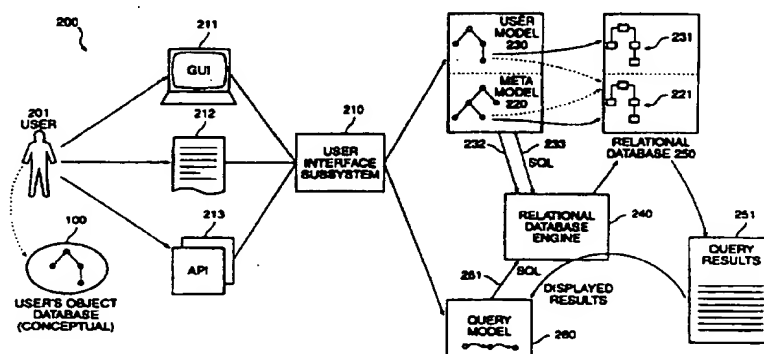 200
211
GUI
201
USER
212
210
USER
INTERFACE
SUBSYSTEM
213
API
100
USER'S OBJECT
DATABASE
(CONCEPTUAL)
USER MODEL
230
META
MODEL
220
231
221
RELATIONAL
DATABASE 250
232
233
SQL
RELATIONAL
DATABASE
ENGINE
240
251
QUERY
RESULTS
261
SQL
DISPLAYED
RESULTS
QUERY
MODEL
260